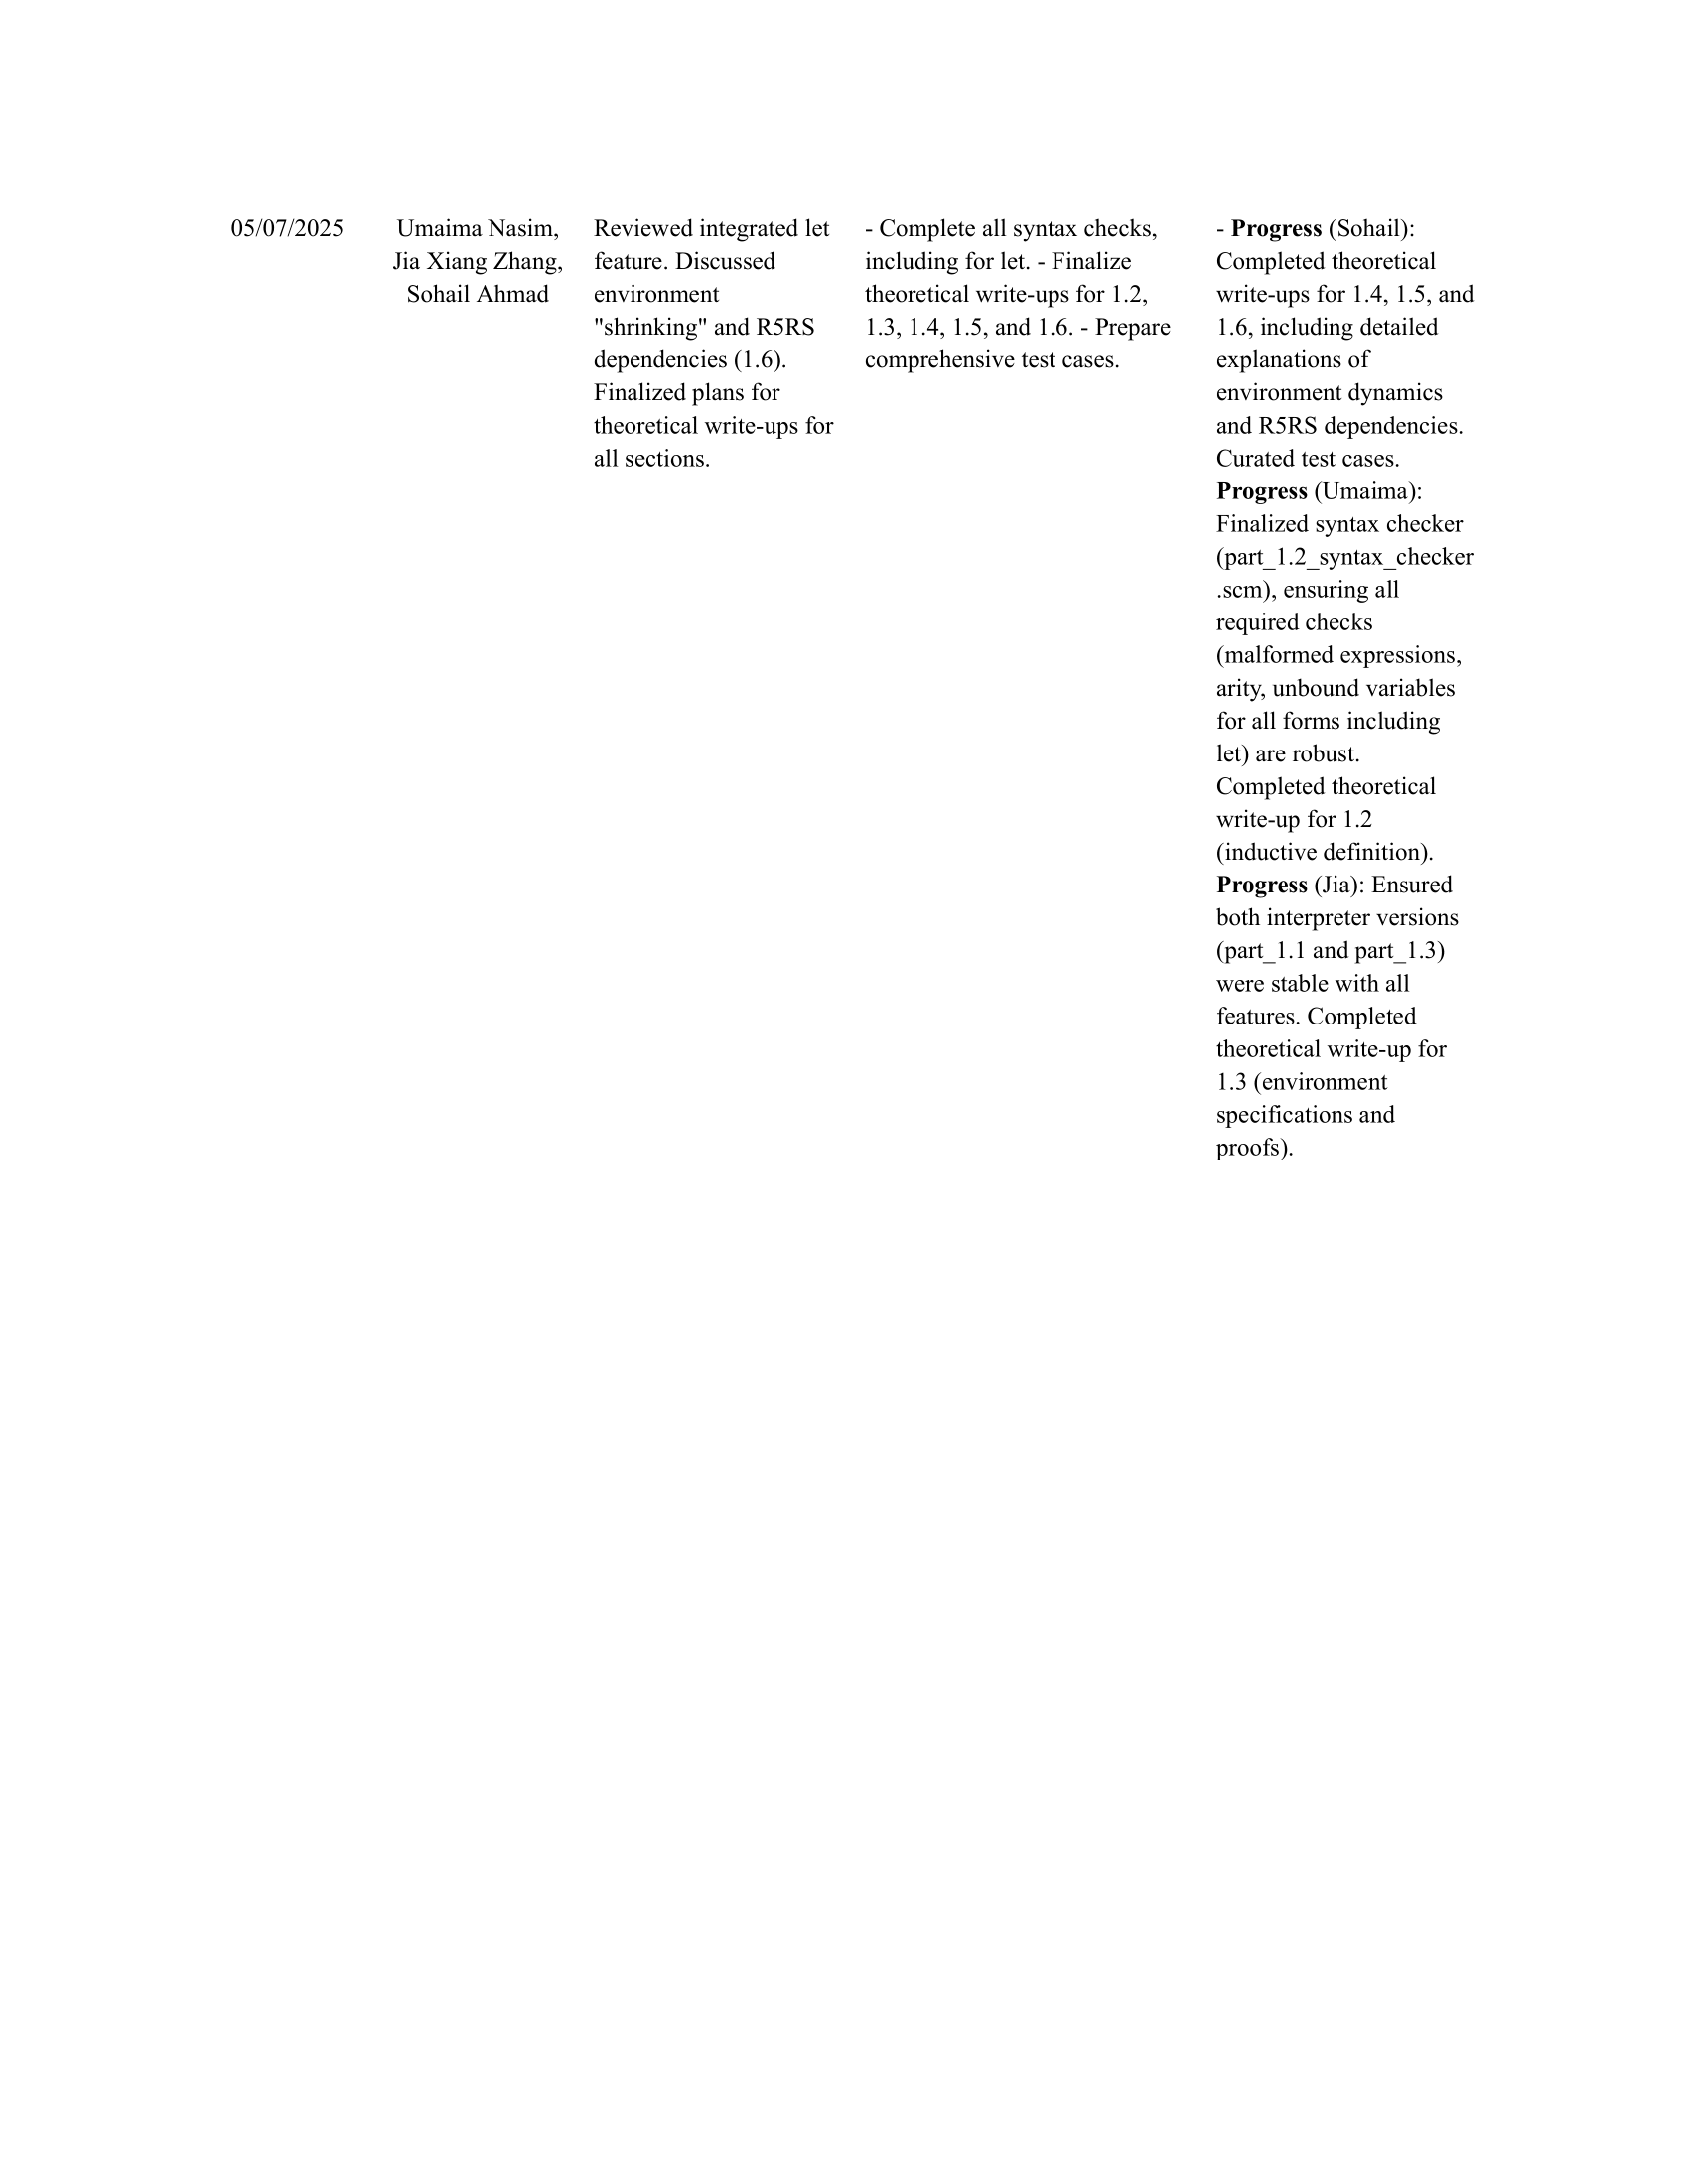 05/07/2025
Umaima Nasim,
Jia Xiang Zhang,
Sohail Ahmad
Reviewed integrated let
feature. Discussed
environment
"shrinking" and R5RS
dependencies (1.6).
Finalized plans for
theoretical write-ups for
all sections.
- Complete all syntax checks,
including for let. - Finalize
theoretical write-ups for 1.2,
1.3, 1.4, 1.5, and 1.6. - Prepare
comprehensive test cases.
- Progress (Sohail):
Completed theoretical
write-ups for 1.4, 1.5, and
1.6, including detailed
explanations of
environment dynamics
and R5RS dependencies.
Curated test cases.
Progress (Umaima):
Finalized syntax checker
(part_1.2_syntax_checker
.scm), ensuring all
required checks
(malformed expressions,
arity, unbound variables
for all forms including
let) are robust.
Completed theoretical
write-up for 1.2
(inductive definition).
Progress (Jia): Ensured
both interpreter versions
(part_1.1 and part_1.3)
were stable with all
features. Completed
theoretical write-up for
1.3 (environment
specifications and
proofs).